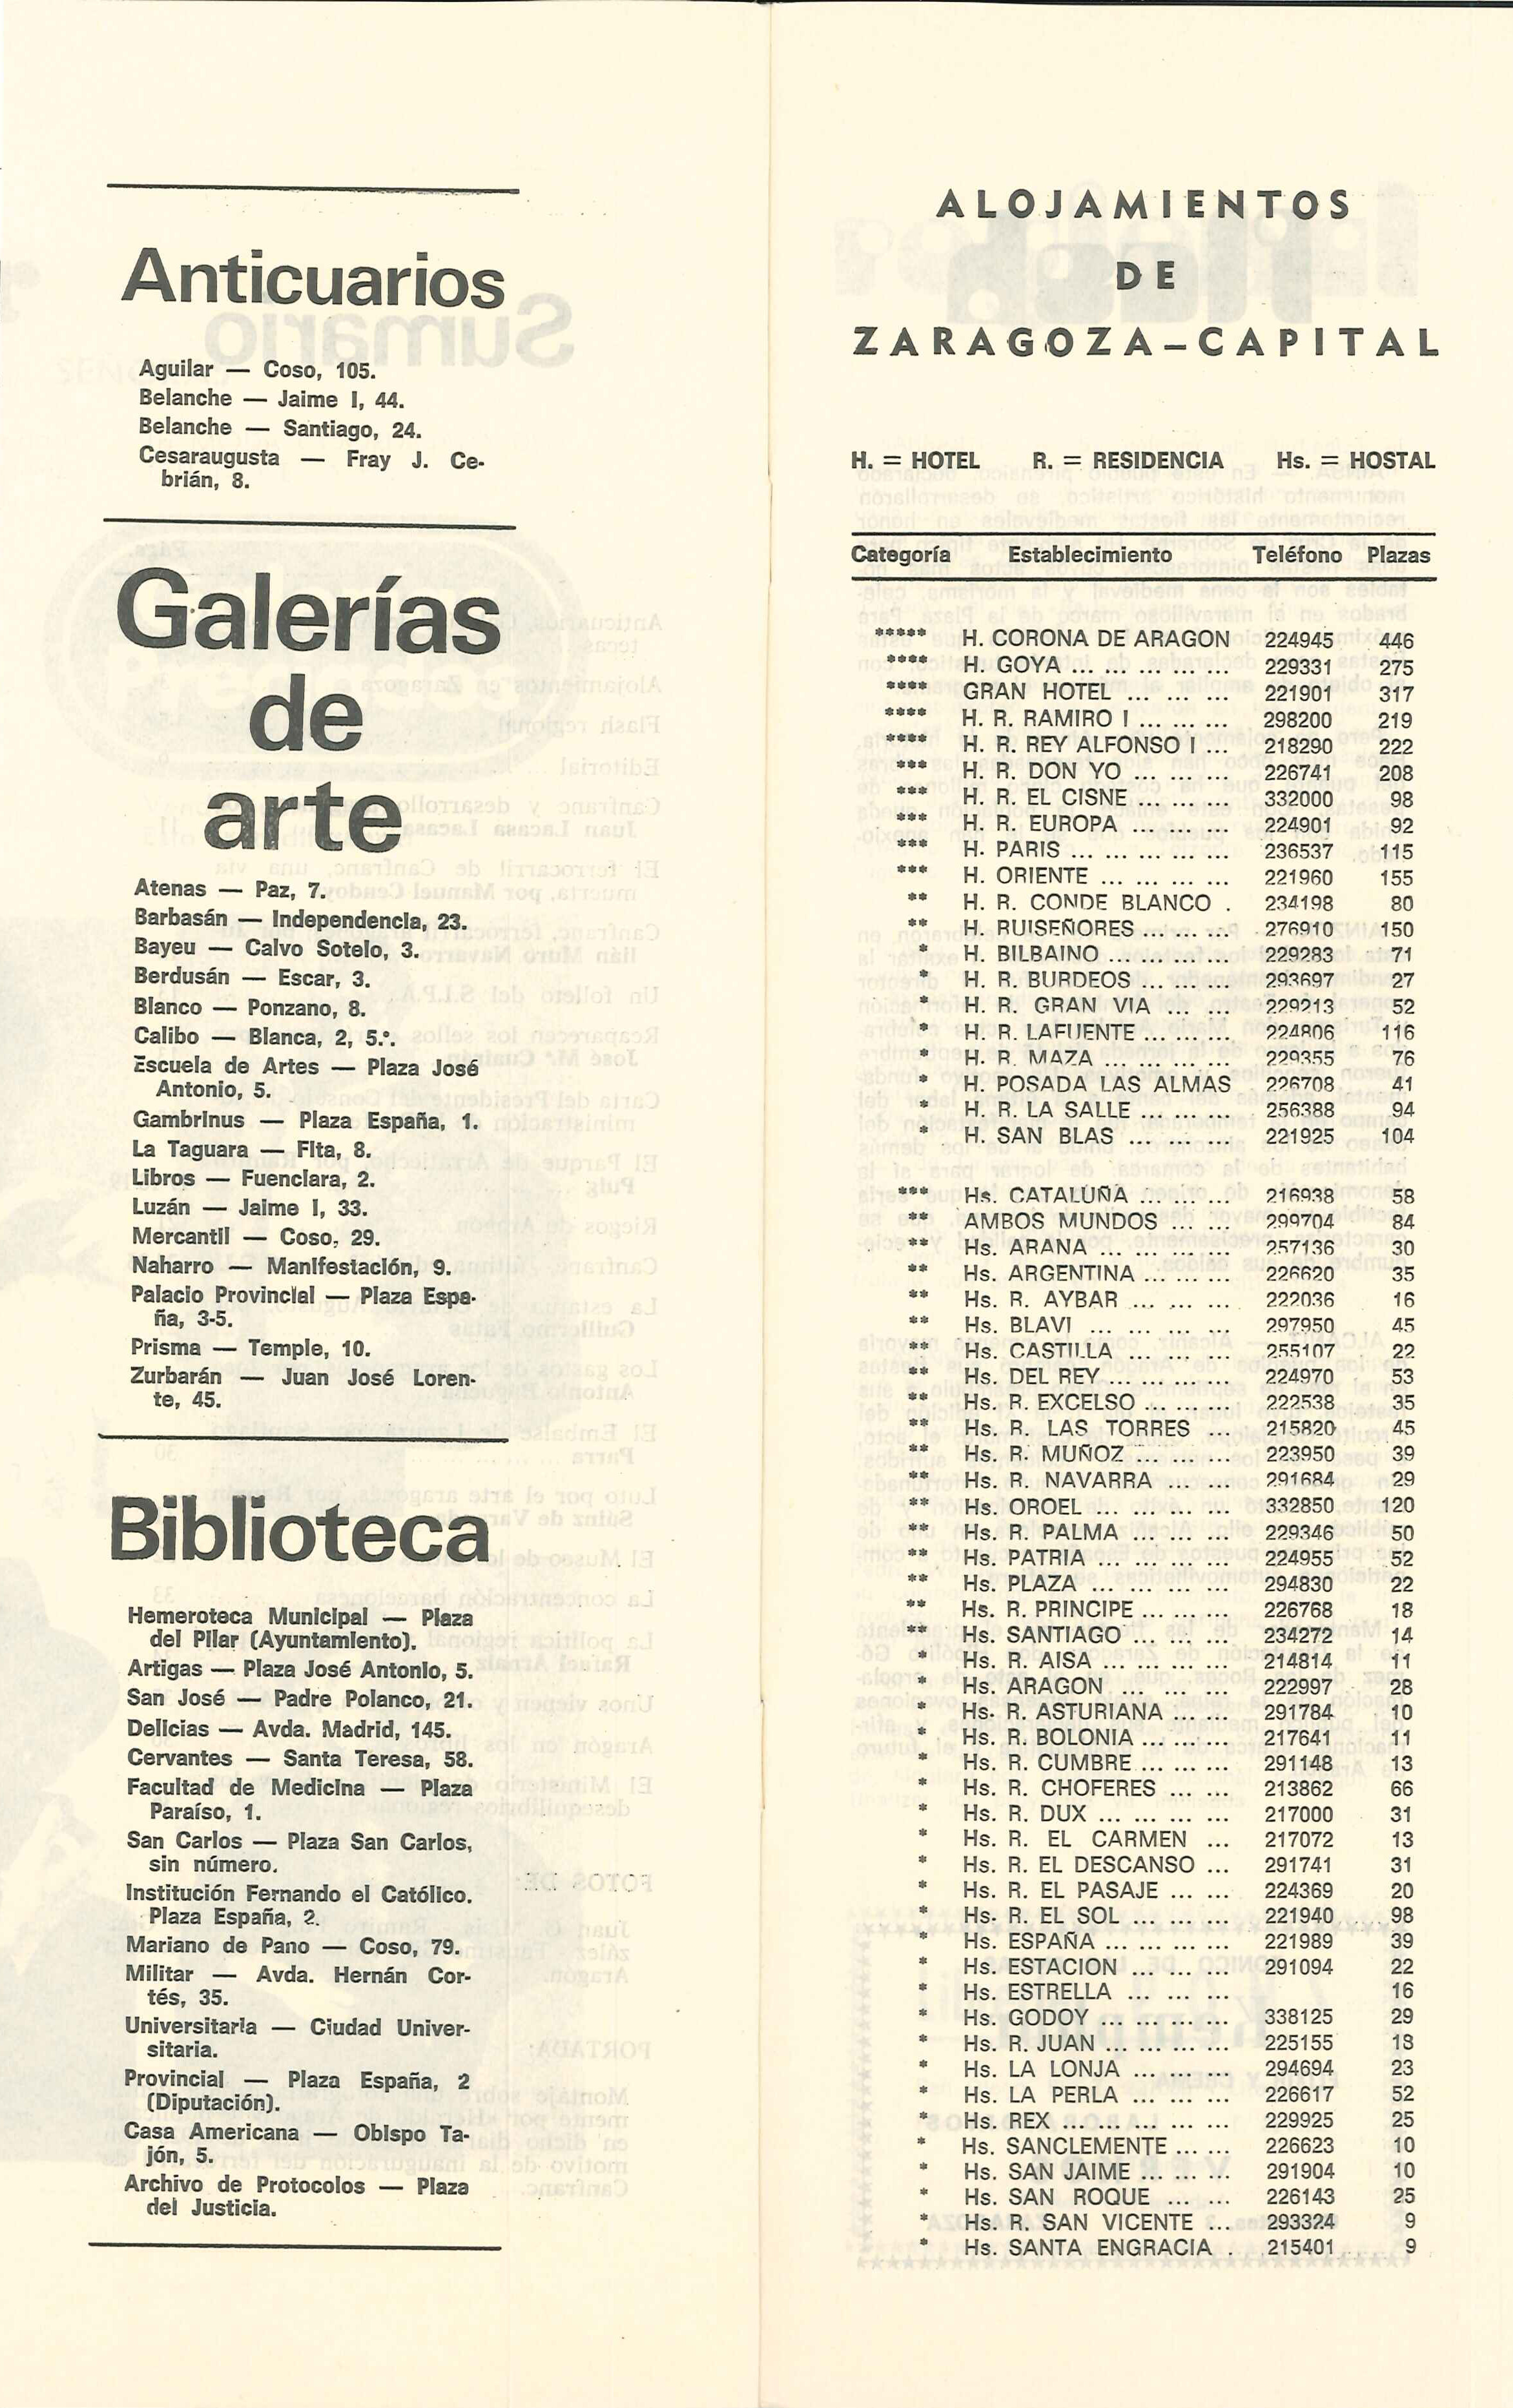 Anticuarios
Aguilar — Coso, 105.
Belanche — Jaime I, 44.
Belanche — Santiago, 24.
Cesaraugusta — Fray J. Ce-
brián, 8.
Galerías
de
arte
Atenas — Paz, 7.
Barbasán — Independencia, 23.
Bayeu — Calvo Sotelo, 3.
Berdusán — Escar, 3.
Blanco — Ponzano, 8.
Calibo — Blanca, 2, 5.º.
Escuela de Artes — Plaza José
Antonio, 5.
Gambrinus — Plaza España, 1.
La Taguara — Fita, 8.
Libros — Fuenclara, 2.
Luzán — Jaime I, 33.
Mercantil — Coso, 29.
Naharro — Manifestación, 9.
Palacio Provincial — Plaza Espa-
ña, 3-5.
Prisma — Temple, 10.
Zurbarán — Juan José Loren-
te, 45.
Biblioteca
Hemeroteca Municipal — Plaza
del Pilar (Ayuntamiento).
Artigas — Plaza José Antonio, 5.
San José — Padre Polanco, 21.
Delicias — Avda. Madrid, 145.
Cervantes — Santa Teresa, 58.
Facultad de Medicina — Plaza
Paraíso, 1.
San Carlos — Plaza San Carlos,
sin número.
Institución Fernando el Católico.
Plaza España, 2.
Mariano de Pano — Coso, 79.
Militar — Avda. Hernán Cor-
tés, 35.
Universitaria — Ciudad Univer-
sitaria.
Provincial — Plaza España, 2
(Diputación).
Casa Americana — Obispo Ta-
jón, 5.
Archivo de Protocolos — Plaza
del Justicia.
ALOJAMIENTOS
DE
ZARAGOZA-CAPITAL
H. = HOTEL R. = RESIDENCIA Hs. = HOSTAL
Categoría Establecimiento Teléfono Plazas
***** H. CORONA DE ARAGON 224945 446
**** H. GOYA ... ... ... ... ... 229331 275
**** GRAN HOTEL ... ... ... 221901 317
**** H. R. RAMIRO I ... ... ... 298200 219
**** H. R. REY ALFONSO I ... 218290 222
*** H. R. DON YO ... ... ... 226741 208
*** H. R. EL CISNE ... ... ... 332000 98
*** H. R. EUROPA ... ... ... 224901 92
*** H. PARIS ... ... ... ... ... 236537 115
*** H. ORIENTE ... ... ... ... 221960 155
** H. R. CONDE BLANCO . 234198 80
** H. RUISEÑORES ... ... ... 276910 150
* H. BILBAINO ... ... ... ... 229283 71
* H. R. BURDEOS ... ... ... 293697 27
* H. R. GRAN VIA ... ... 229213 52
* H. R. LAFUENTE ... ... ... 224806 116
* H. R. MAZA ... ... ... ... 229355 76
* H. POSADA LAS ALMAS 226708 41
* H. R. LA SALLE ... ... ... 256388 94
* H. SAN BLAS ... ... ... 221925 104
*** Hs. CATALUÑA ... ... ... 216938 58
** AMBOS MUNDOS ... ... 299704 84
** Hs. ARANA ... ... ... ... 257136 30
** Hs. ARGENTINA ... ... ... 226620 35
** Hs. R. AYBAR ... ... ... 222036 16
** Hs. BLAVI ... ... ... ... 297950 45
** Hs. CASTILLA ... ... ... 255107 22
** Hs. DEL REY ... ... ... ... 224970 53
** Hs. R. EXCELSO ... ... ... 222538 35
** Hs. R. LAS TORRES ... 215820 45
** Hs. R. MUÑOZ ... ... ... 223950 39
** Hs. R. NAVARRA ... ... 291684 29
** Hs. OROEL ... ... ... ... 332850 120
** Hs. R. PALMA ... ... ... 229346 50
** Hs. PATRIA ... ... ... ... 224955 52
** Hs. PLAZA ... ... ... ... 294830 22
** Hs. R. PRINCIPE ... ... ... 226768 18
** Hs. SANTIAGO ... ... ... 234272 14
* Hs. R. AISA ... ... ... ... 214814 11
* Hs. ARAGON ... ... ... ... 222997 28
* Hs. R. ASTURIANA ... ... 291784 10
* Hs. R. BOLONIA ... ... ... 217641 11
* Hs. R. CUMBRE ... ... ... 291148 13
* Hs. R. CHOFERES ... ... 213862 66
* Hs. R. DUX ... ... ... ... 217000 31
* Hs. R. EL CARMEN ... 217072 13
* Hs. R. EL DESCANSO ... 291741 31
* Hs. R. EL PASAJE ... ... 224369 20
* Hs. R. EL SOL ... ... ... 221940 98
* Hs. ESPAÑA ... ... ... ... 221989 39
* Hs. ESTACION ... ... ... 291094 22
* Hs. ESTRELLA ... ... ... 16
* Hs. GODOY ... ... ... ... 338125 29
* Hs. R. JUAN ... ... ... ... 225155 18
* Hs. LA LONJA ... ... ... 294694 23
* Hs. LA PERLA ... ... ... 226617 52
* Hs. REX ... ... ... ... ... 229925 25
* Hs. SANCLEMENTE ... ... 226623 10
* Hs. SAN JAIME ... ... ... 291904 10
* Hs. SAN ROQUE ... ... 226143 25
* Hs. R. SAN VICENTE ... 293324 9
* Hs. SANTA ENGRACIA . 215401 9